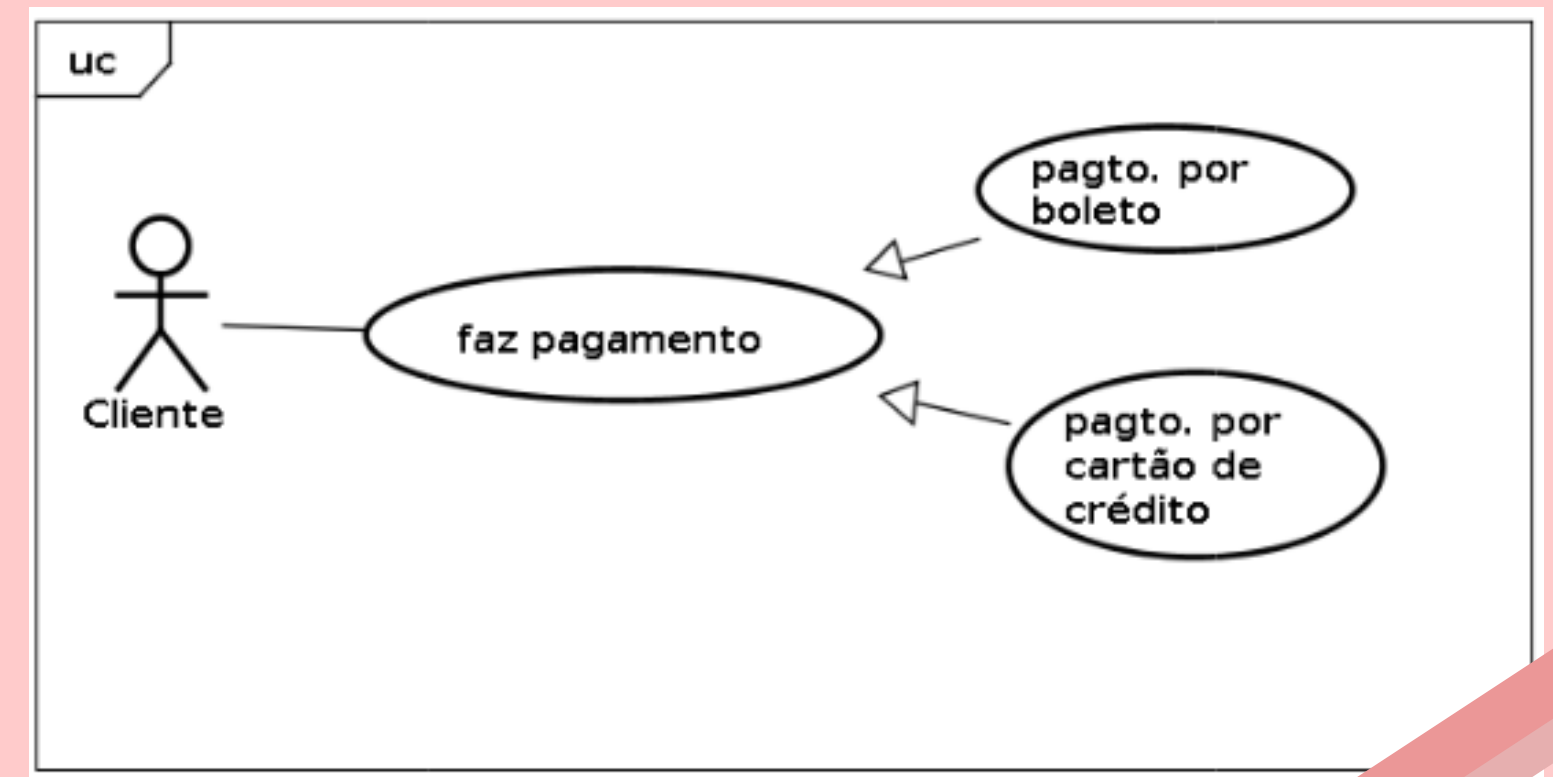 uc
pagto. por
boleto
faz pagamento
Cliente
pagto. por
cartão de
crédito